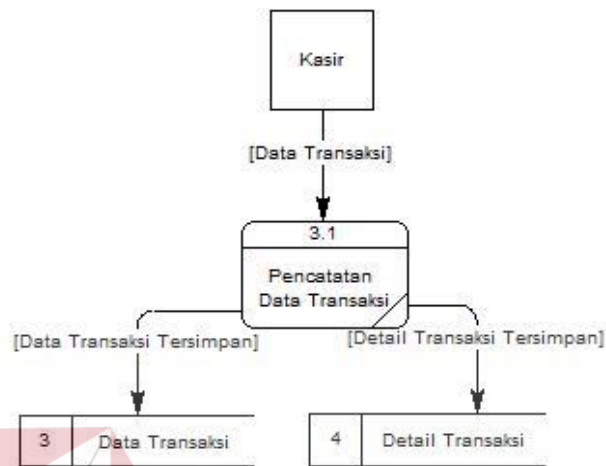 Kasir
[Data Transaksi]
3.1
Pencatatan
Data Transaksi
[Data Transaksi Tersimpan]
[Detail Transaksi Tersimpan]
3
Data Transaksi
4
Detail Transaksi